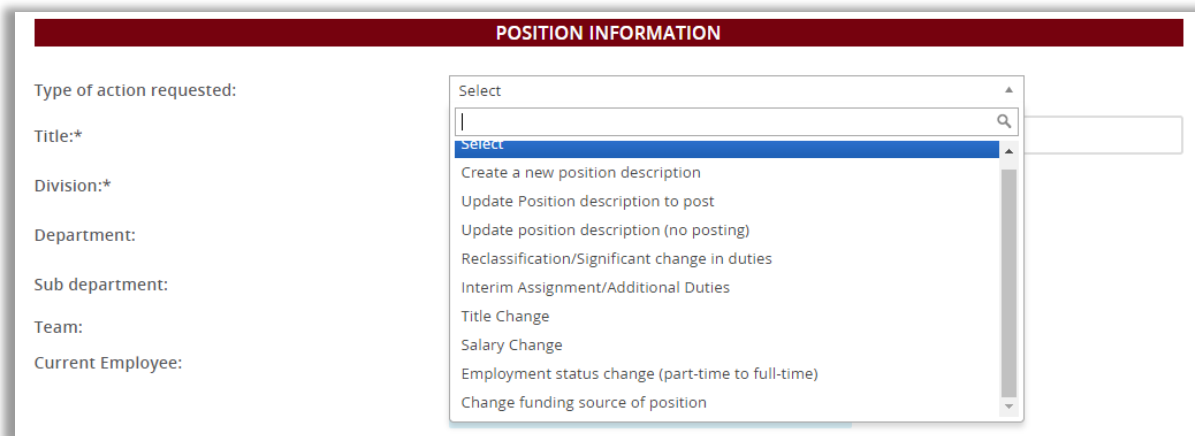 POSITION INFORMATION
Type of action requested:
Select
Title:*
Select
Division:*
Create a new position description
Update Position description to post
Department:
Update position description (no posting)
Reclassification/Significant change in duties
Sub department:
Interim Assignment/Additional Duties
Team:
Title Change
Current Employee:
Salary Change
Employment status change (part-time to full-time)
Change funding source of position